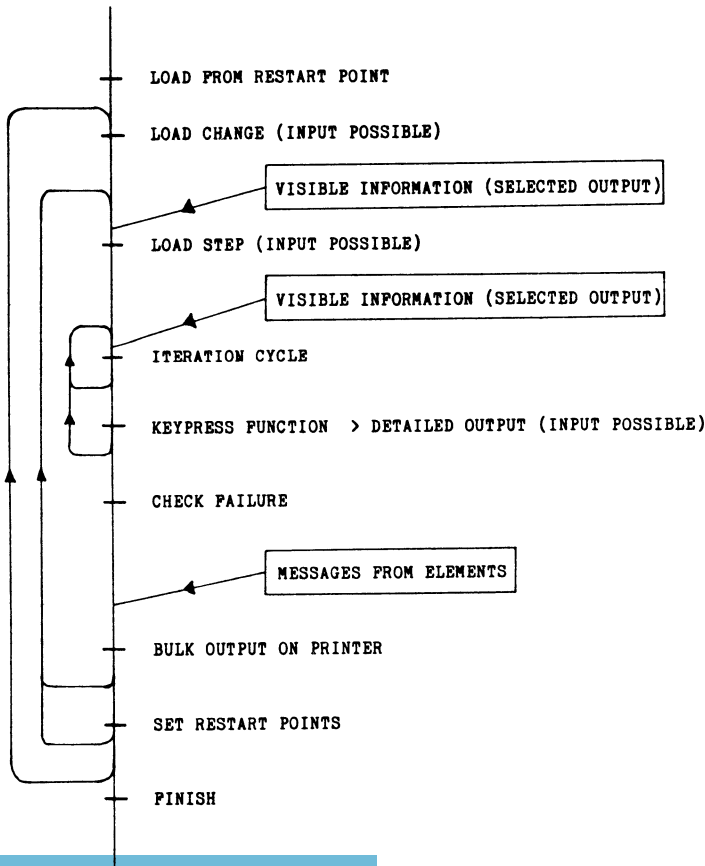 LOAD FROM RESTART POINT
LOAD CHANGE (INPUT POSSIBLE)
VISIBLE INFORMATION (SELECTED OUTPUT)
LOAD STEP (INPUT POSSIBLE)
VISIBLE INFORMATION (SELECTED OUTPUT)
ITERATION CYCLE
KEYPRESS FUNCTION > DETAILED OUTPUT (INPUT POSSIBLE)
CHECK FAILURE
MESSAGES FROM ELEMENTS
BULK OUTPUT ON PRINTER
SET RESTART POINTS
FINISH